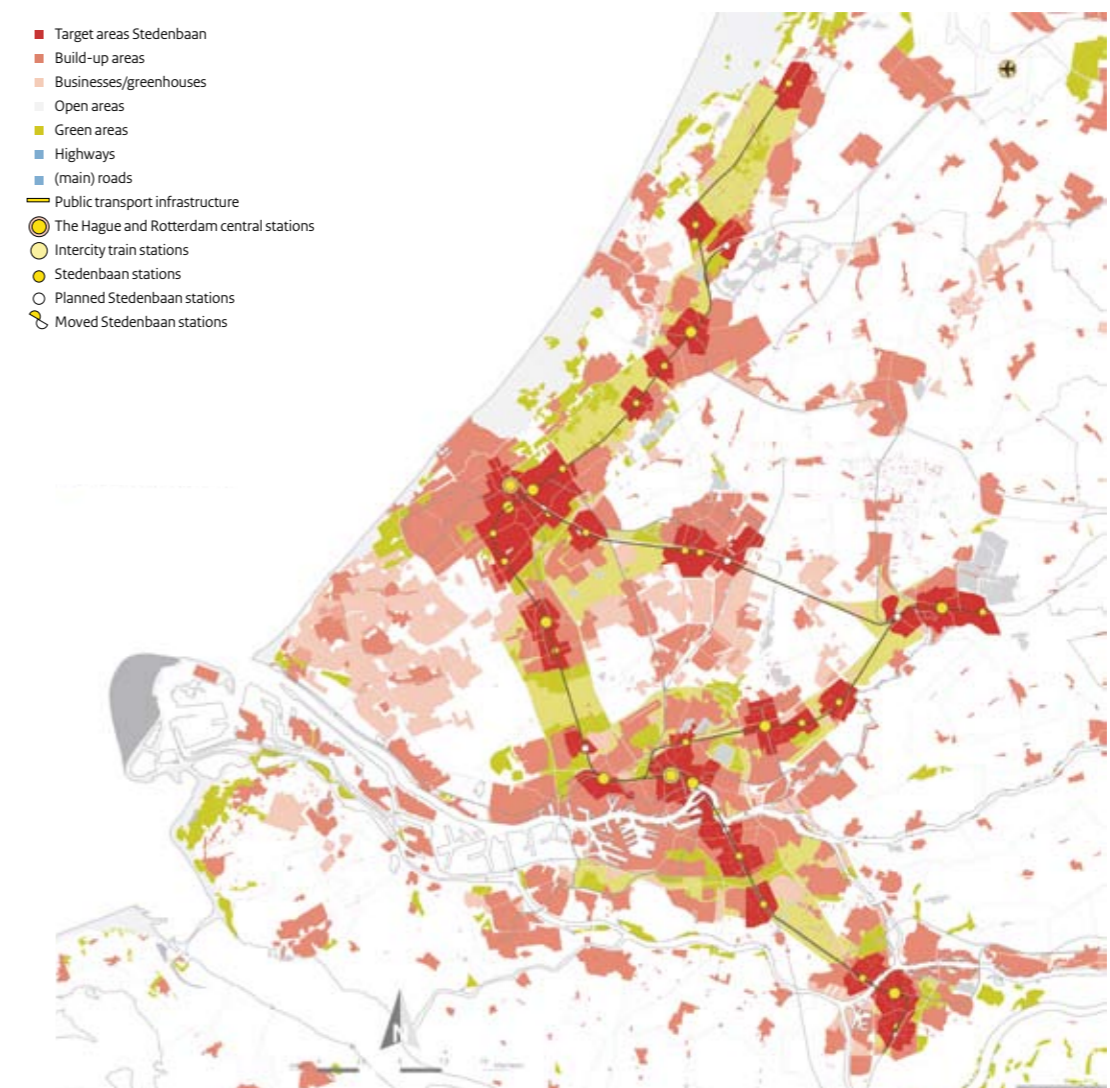 Target areas Stedenbaan
Build-up areas
Businesses/greenhouses
Open areas
Green areas
Highways
(main) roads
Public transport infrastructure
The Hague and Rotterdam central stations
Intercity train stations
Stedenbaan stations
Planned Stedenbaan stations
Moved Stedenbaan stations
N